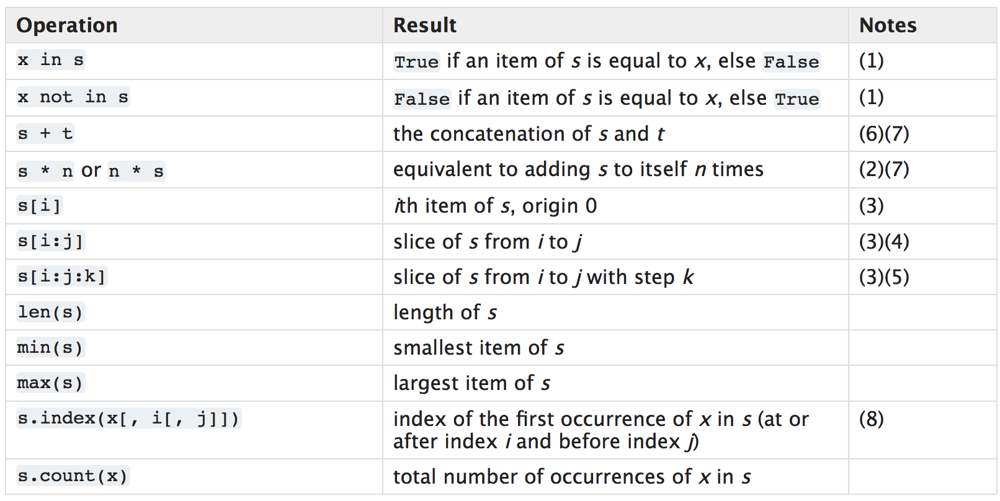 Operation Result Notes
x in s True if an item of s is equal to x, else False (1)
x not in s False if an item of s is equal to x, else True (1)
s + t the concatenation of s and t (6)(7)
s * n or n * s equivalent to adding s to itself n times (2)(7)
s[i] ith item of s, origin 0 (3)
s[i:j] slice of s from i to j (3)(4)
s[i:j:k] slice of s from i to j with step k (3)(5)
len(s) length of s
min(s) smallest item of s
max(s) largest item of s
s.index(x[, i[, j]]) index of the first occurrence of x in s (at or (8)
after index i and before index j)
s.count(x) total number of occurrences of x in s